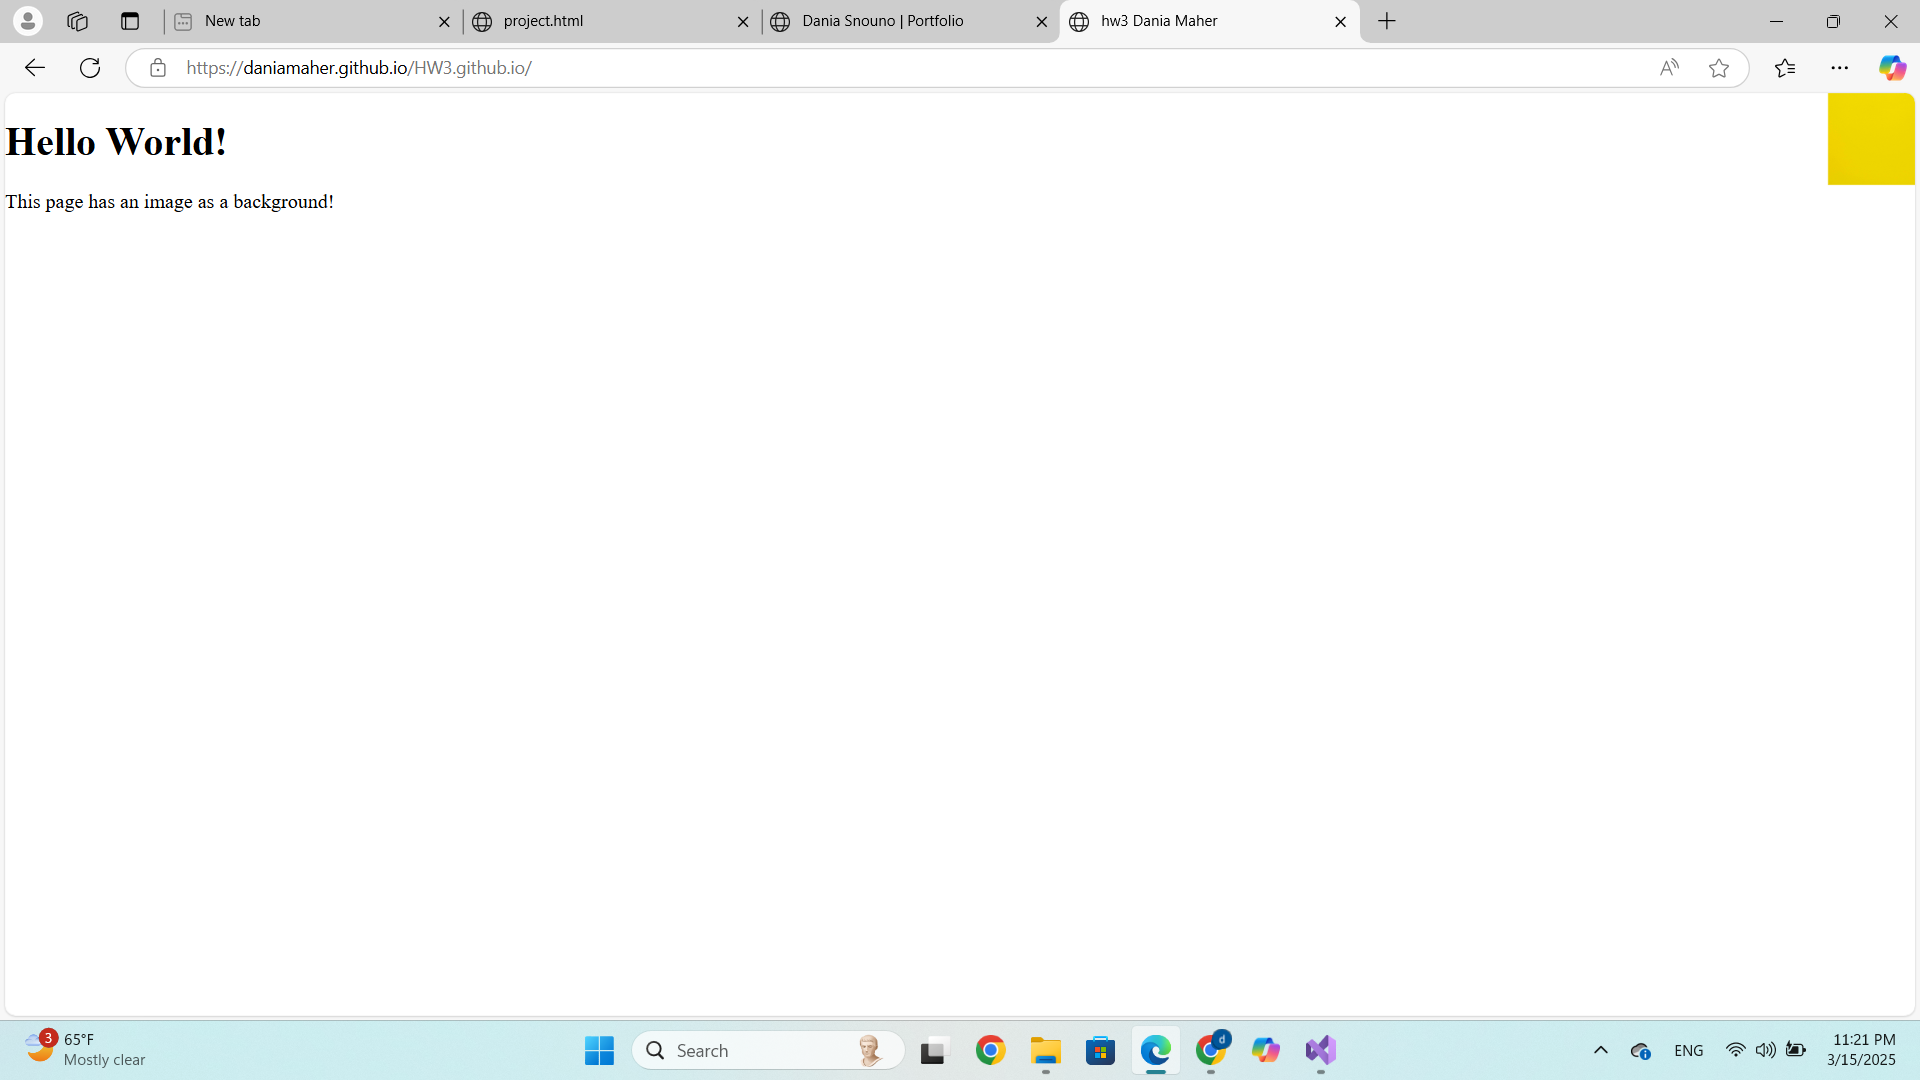 New tab
project.html
Dania Snouno | Portfolio
hw3 Dania Maher
https://daniamaher.github.io/HW3.github.io/
Hello World!
This page has an image as a background!
3
65°F
Mostly clear
Search
d
ENG
11:21 PM
3/15/2025